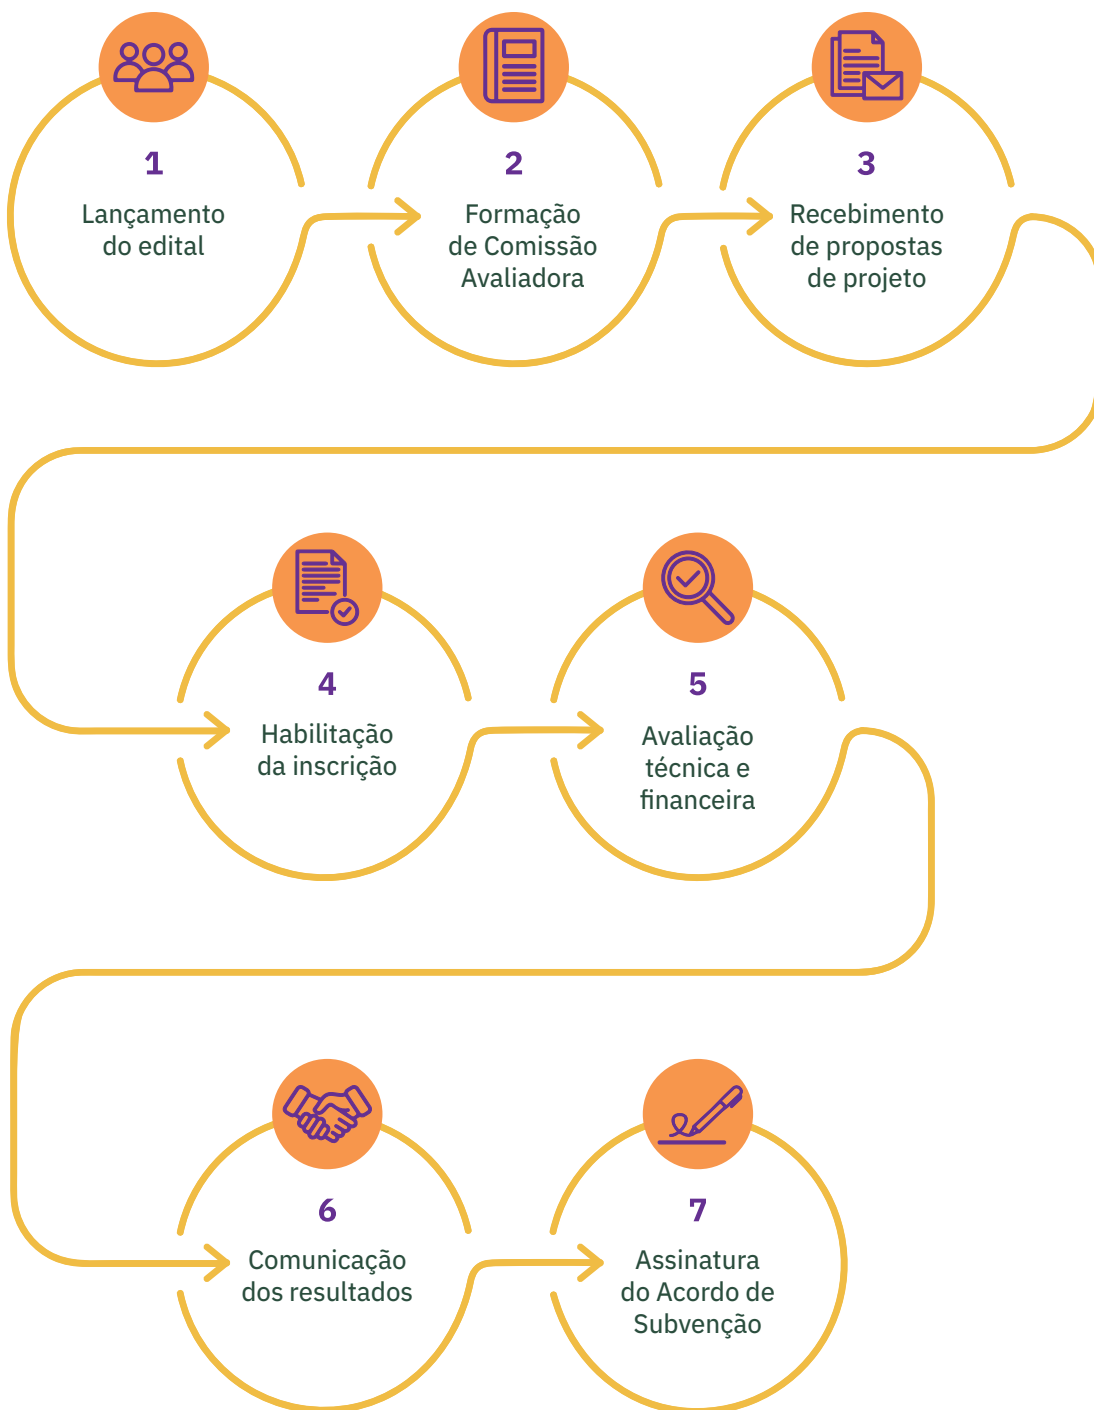 1
Lançamento
do edital
2
Formação
de Comissão
Avaliadora
3
Recebimento
de propostas
de projeto
4
Habilitação
da inscrição
5
Avaliação
técnica e
financeira
6
Comunicação
dos resultados
7
Assinatura
do Acordo de
Subvenção